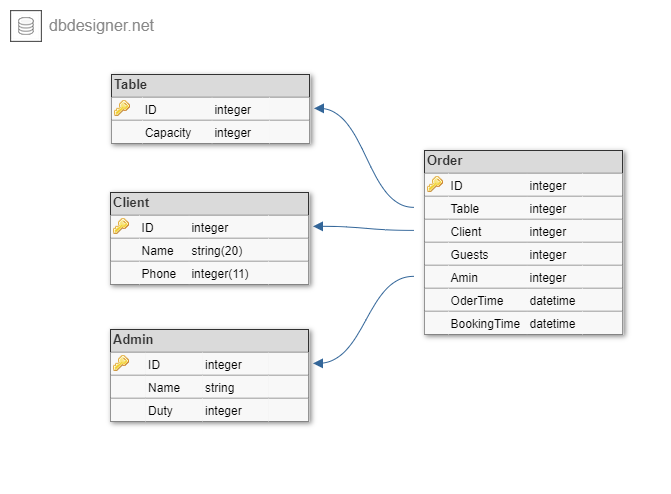 dbdesigner.net
Table
ID integer
Capacity integer
Client
ID integer
Name string(20)
Phone integer(11)
Admin
ID integer
Name string
Duty integer
Order
ID integer
Table integer
Client integer
Guests integer
Amin integer
OderTime datetime
BookingTime datetime